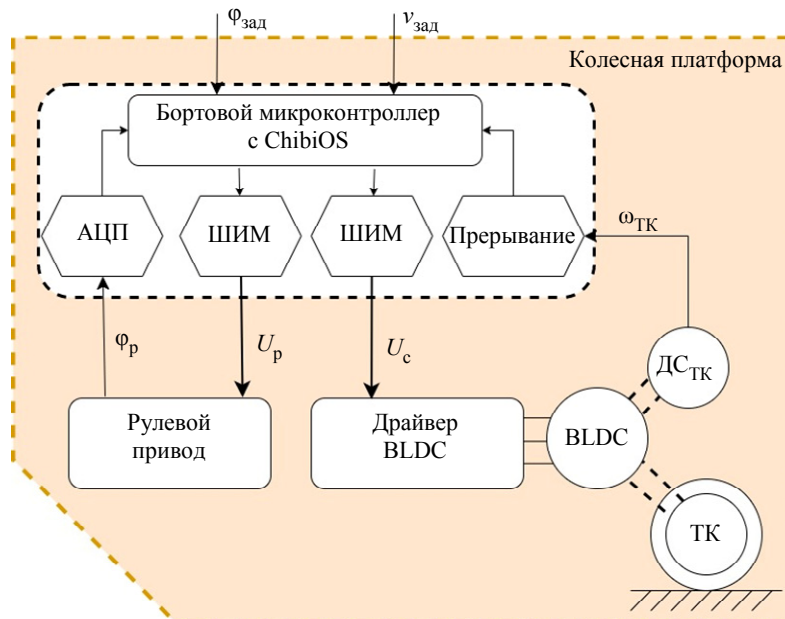 φзад
vзад
Колесная платформа
Бортовой микроконтроллер
с ChibiOS
АЦП
ШИМ
ШИМ
Прерывание
ωТК
φр
Uр
Uс
ДСТК
Рулевой
привод
Драйвер
BLDC
BLDC
ТК